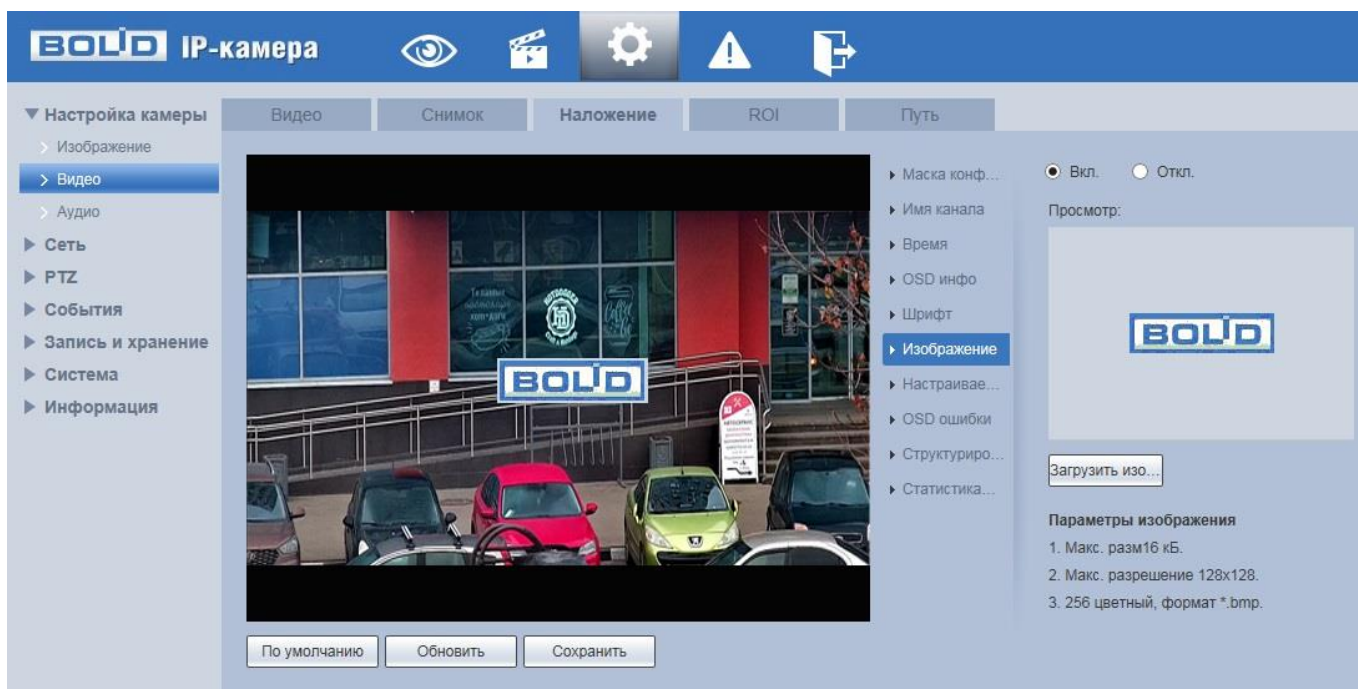 BOLID IP-камера
Настройка камеры
Изображение
Видео
Аудио
Сеть
PTZ
События
Запись и хранение
Система
Информация
Видео
Снимок
Наложение
ROI
Путь
BOLID
Маска конф...
Имя канала
Время
OSD инфо
Шрифт
Изображение
Настраивае...
OSD ошибки
Структуриро...
Статистика...
Вкл.
Откл.
Просмотр:
BOLID
Загрузить изо...
Параметры изображения
1. Макс. разм16 кБ.
2. Макс. разрешение 128x128.
3. 256 цветный, формат *.bmp.
По умолчанию
Обновить
Сохранить